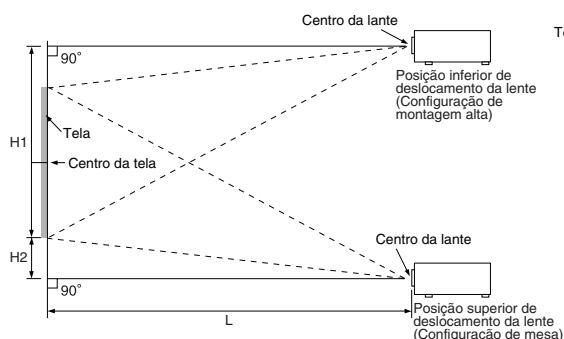 Centro da lante
Te
90°
Posição inferior de
deslocamento da lente
(Configuração de
montagem alta)
H1
Tela
Centro da tela
Centro da lante
H2
90°
L
Posição superior de
deslocamento da lente
(Configuração de mesa)